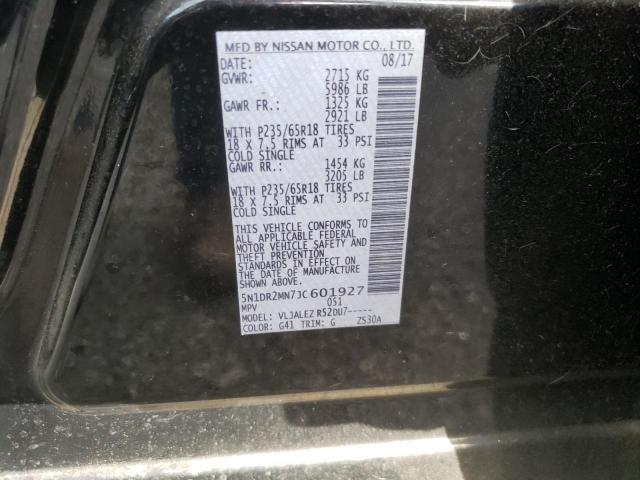 MFD BY NISSAN MOTOR CO., LTD.
DATE: 08/17
GVWR: 2715 KG
5986 LB
GAWR FR.: 1325 KG
2921 LB
WITH P235/65R18 TIRES
18 X 7.5 RIMS AT 33 PSI
COLD SINGLE
GAWR RR.: 1454 KG
3205 LB
WITH P235/65R18 TIRES
18 X 7.5 RIMS AT 33 PSI
COLD SINGLE
THIS VEHICLE CONFORMS TO
ALL APPLICABLE FEDERAL
MOTOR VEHICLE SAFETY AND
THEFT PREVENTION
STANDARDS IN EFFECT ON
THE DATE OF MANUFACTURE
SHOWN ABOVE.
5N1DR2MN7JC601927
MPV 051
MODEL: VLJALEZ R52DU7-----
COLOR: G41 TRIM: G ZS30A